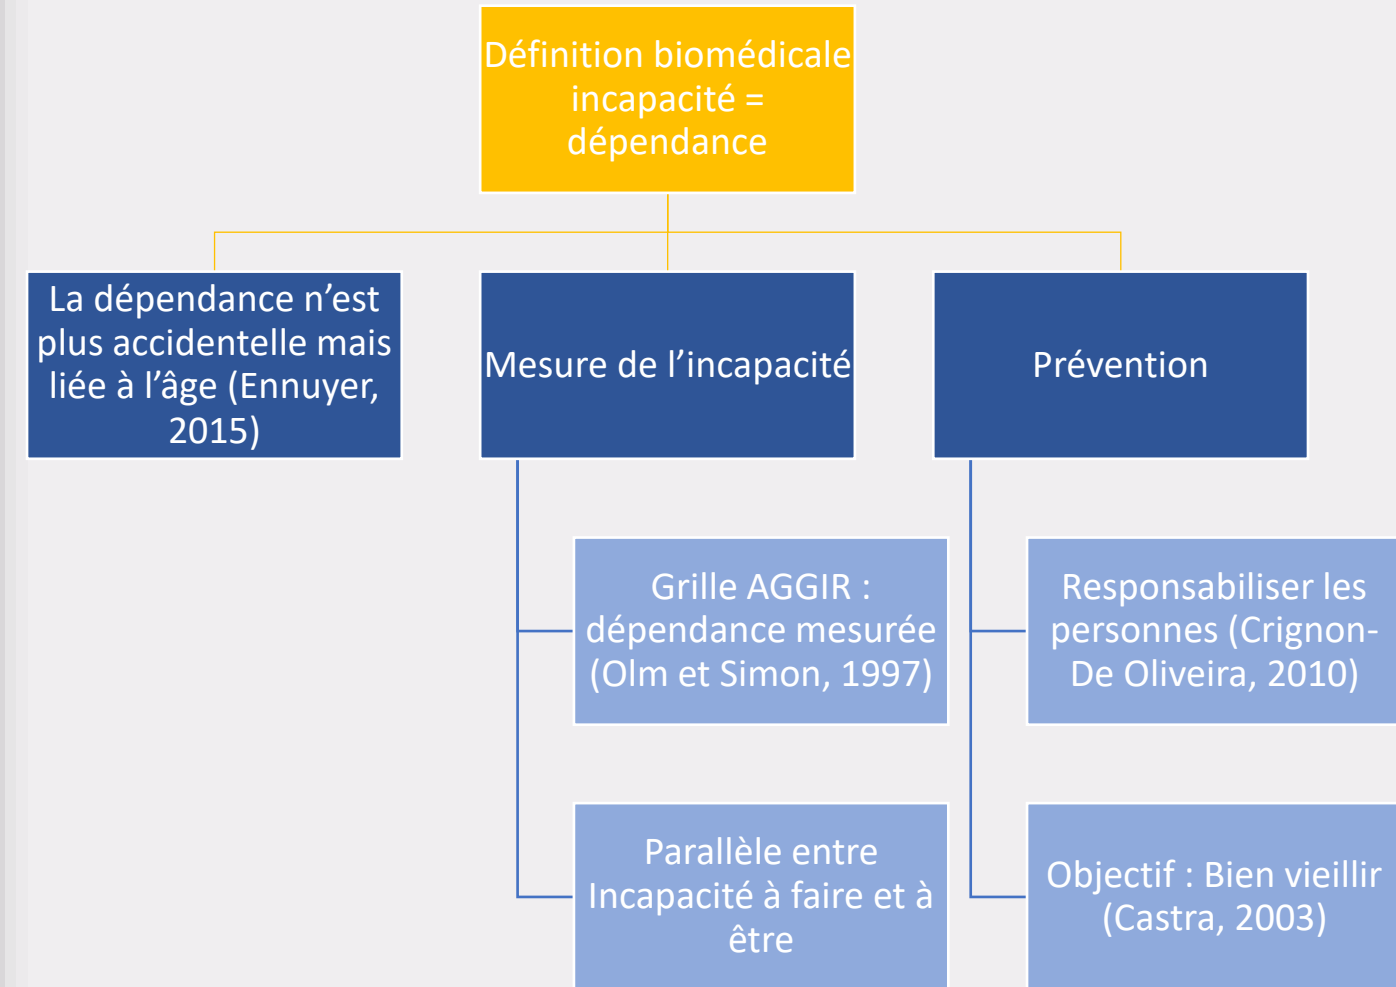 Définition biomédicale
incapacité =
dépendance
La dépendance n’est
plus accidentelle mais
liée à l’âge (Ennuyer,
2015)
Mesure de l’incapacité
Prévention
Grille AGGIR :
dépendance mesurée
(Olm et Simon, 1997)
Responsabiliser les
personnes (Crignon-
De Oliveira, 2010)
Parallèle entre
Incapacité à faire et à
être
Objectif : Bien vieillir
(Castra, 2003)